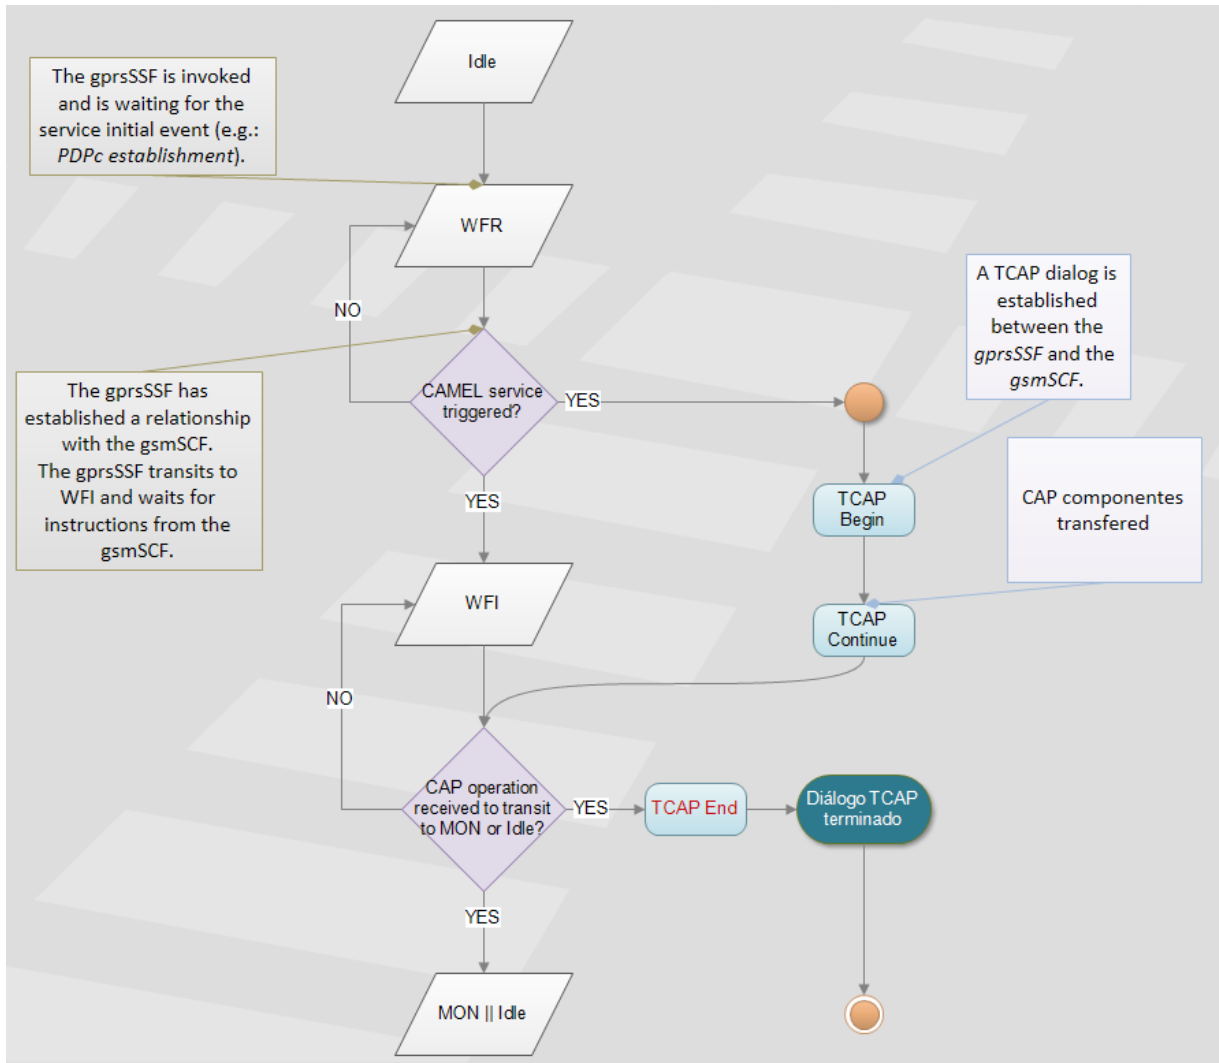 Idle
The gprsSSF is invoked
and is waiting for the
service initial event (e.g.:
PDPc establishment).
WFR
NO
A TCAP dialog is
established
between the
gprsSSF and the
gsmSCF.
The gprsSSF has
established a relationship
with the gsmSCF.
The gprsSSF transits to
WFI and waits for
instructions from the
gsmSCF.
CAMEL service
triggered?
YES
YES
TCAP
Begin
CAP componentes
transfered
WFI
TCAP
Continue
NO
CAP operation
received to transit
to MON or Idle?
YES
TCAP End
Diálogo TCAP
terminado
YES
MON || Idle